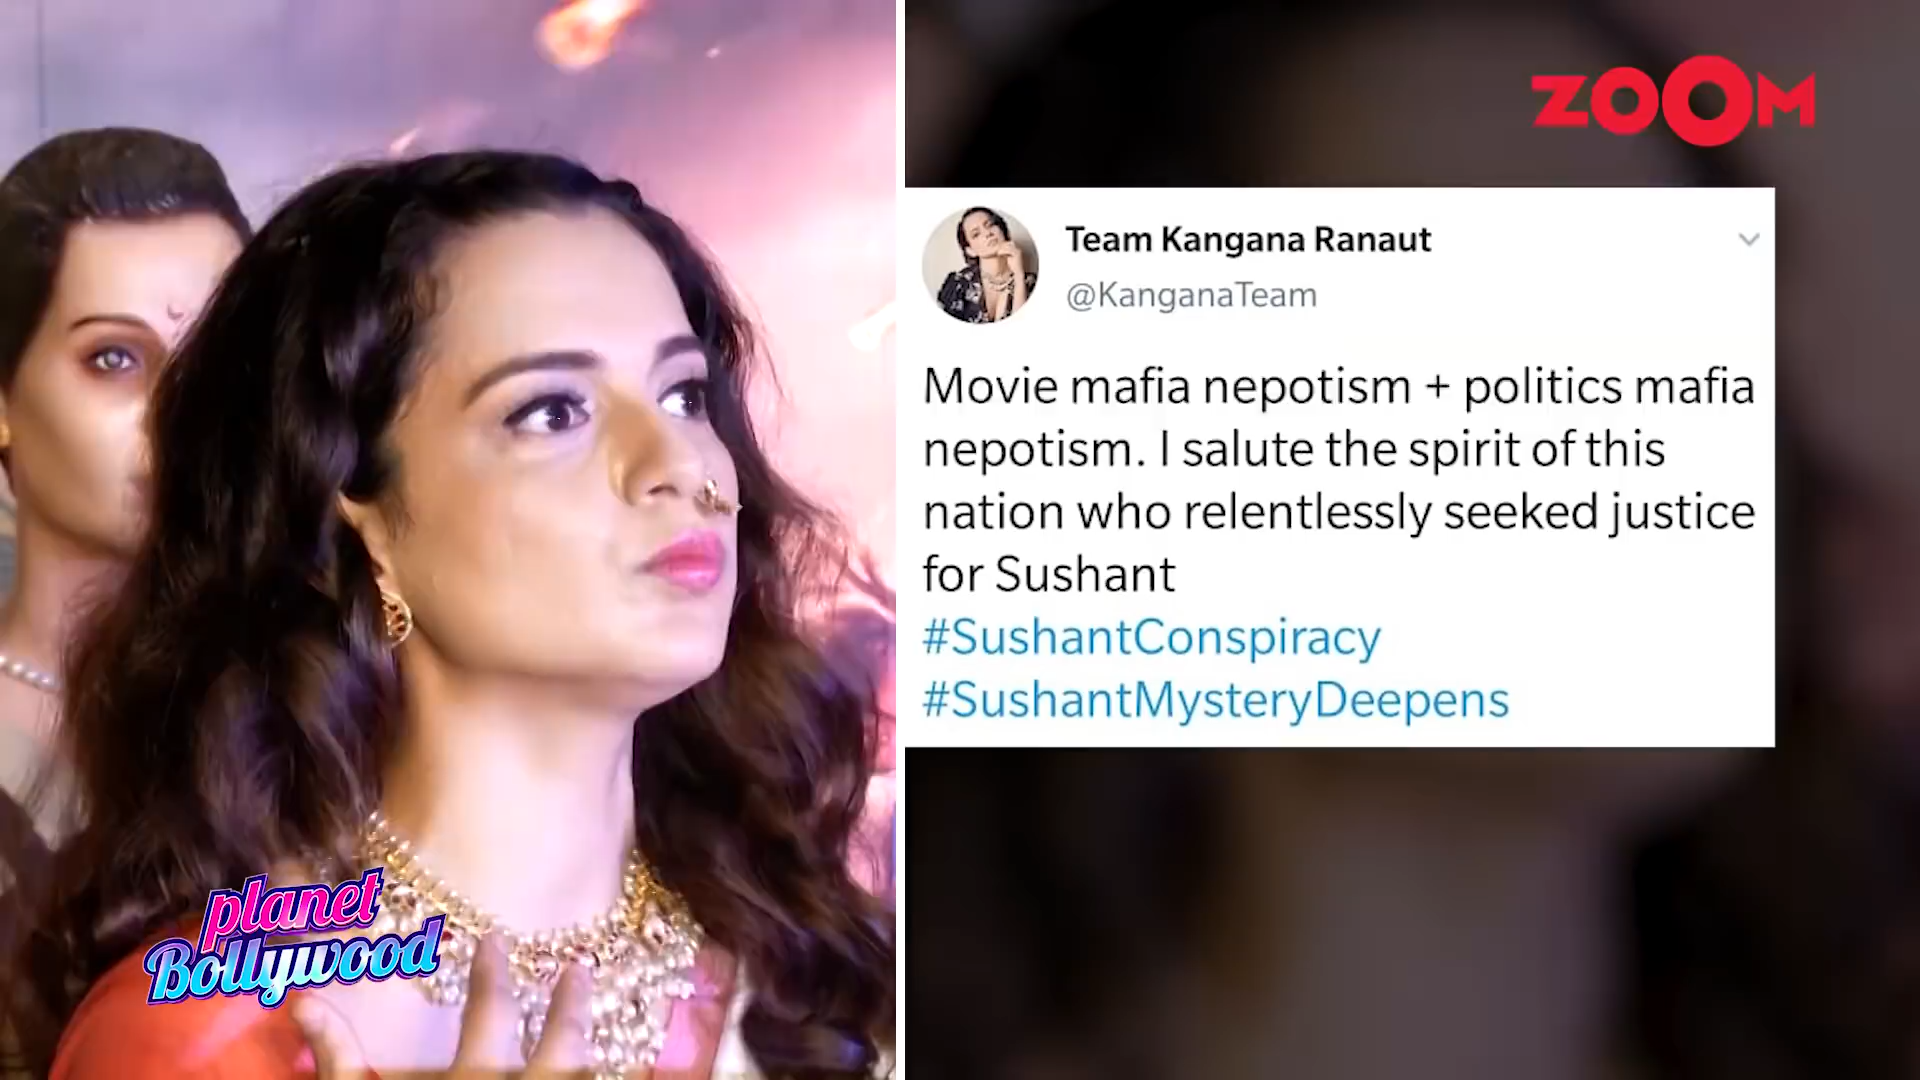 ZOOM
Team Kangana Ranaut
@KanganaTeam
Movie mafia nepotism + politics mafia
nepotism. I salute the spirit of this
nation who relentlessly seeked justice
for Sushant
#SushantConspiracy
#SushantMysteryDeepens
planet
Bollywood